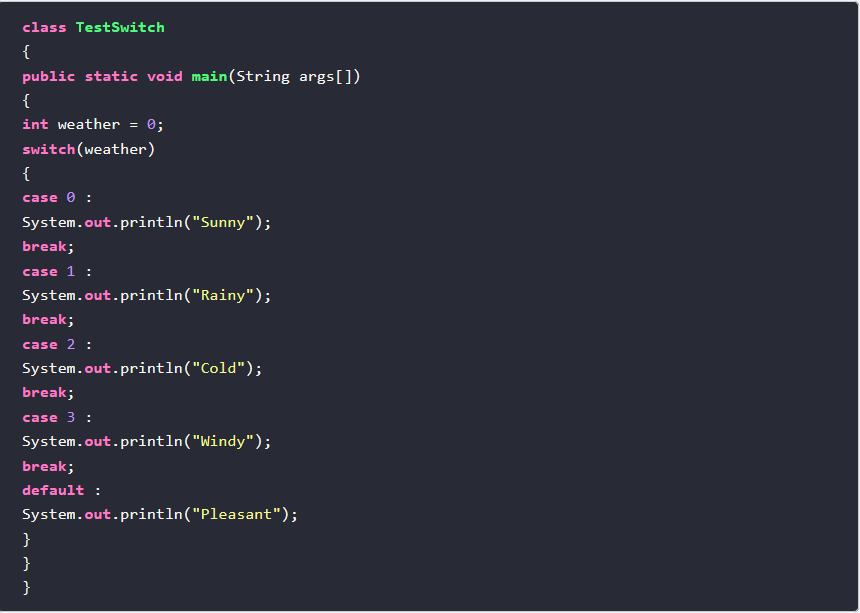 class TestSwitch
{
public static void main(String args[])
{
int weather = 0;
switch(weather)
{
case 0 :
System.out.println("Sunny");
break;
case 1 :
System.out.println("Rainy");
break;
case 2 :
System.out.println("Cold");
break;
case 3 :
System.out.println("Windy");
break;
default :
System.out.println("Pleasant");
}
}
}